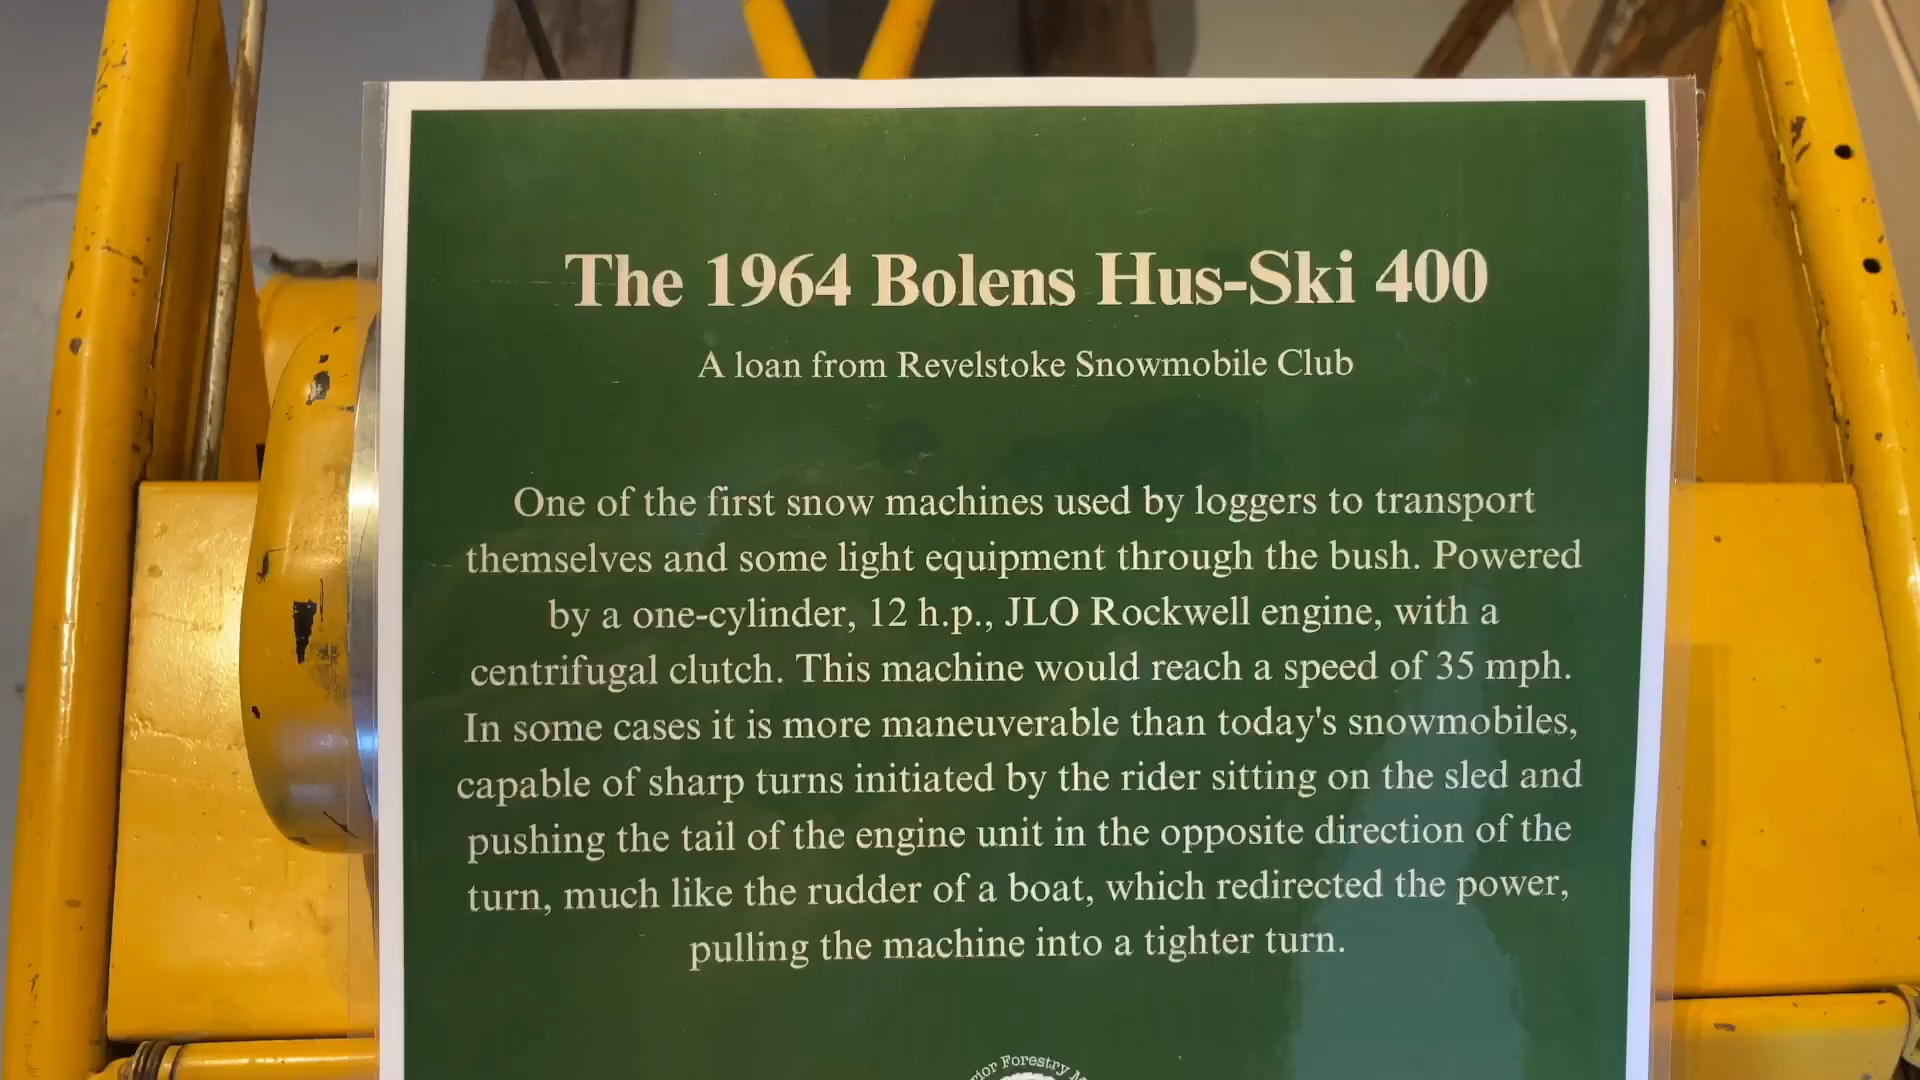 The 1964 Bolens Hus-Ski 400
A loan from Revelstoke Snowmobile Club
One of the first snow machines used by loggers to transport
themselves and some light equipment through the bush. Powered
by a one-cylinder, 12 h.p., JLO Rockwell engine, with a
centrifugal clutch. This machine would reach a speed of 35 mph.
In some cases it is more maneuverable than today's snowmobiles,
capable of sharp turns initiated by the rider sitting on the sled and
pushing the tail of the engine unit in the opposite direction of the
turn, much like the rudder of a boat, which redirected the power,
pulling the machine into a tighter turn.
Forestry